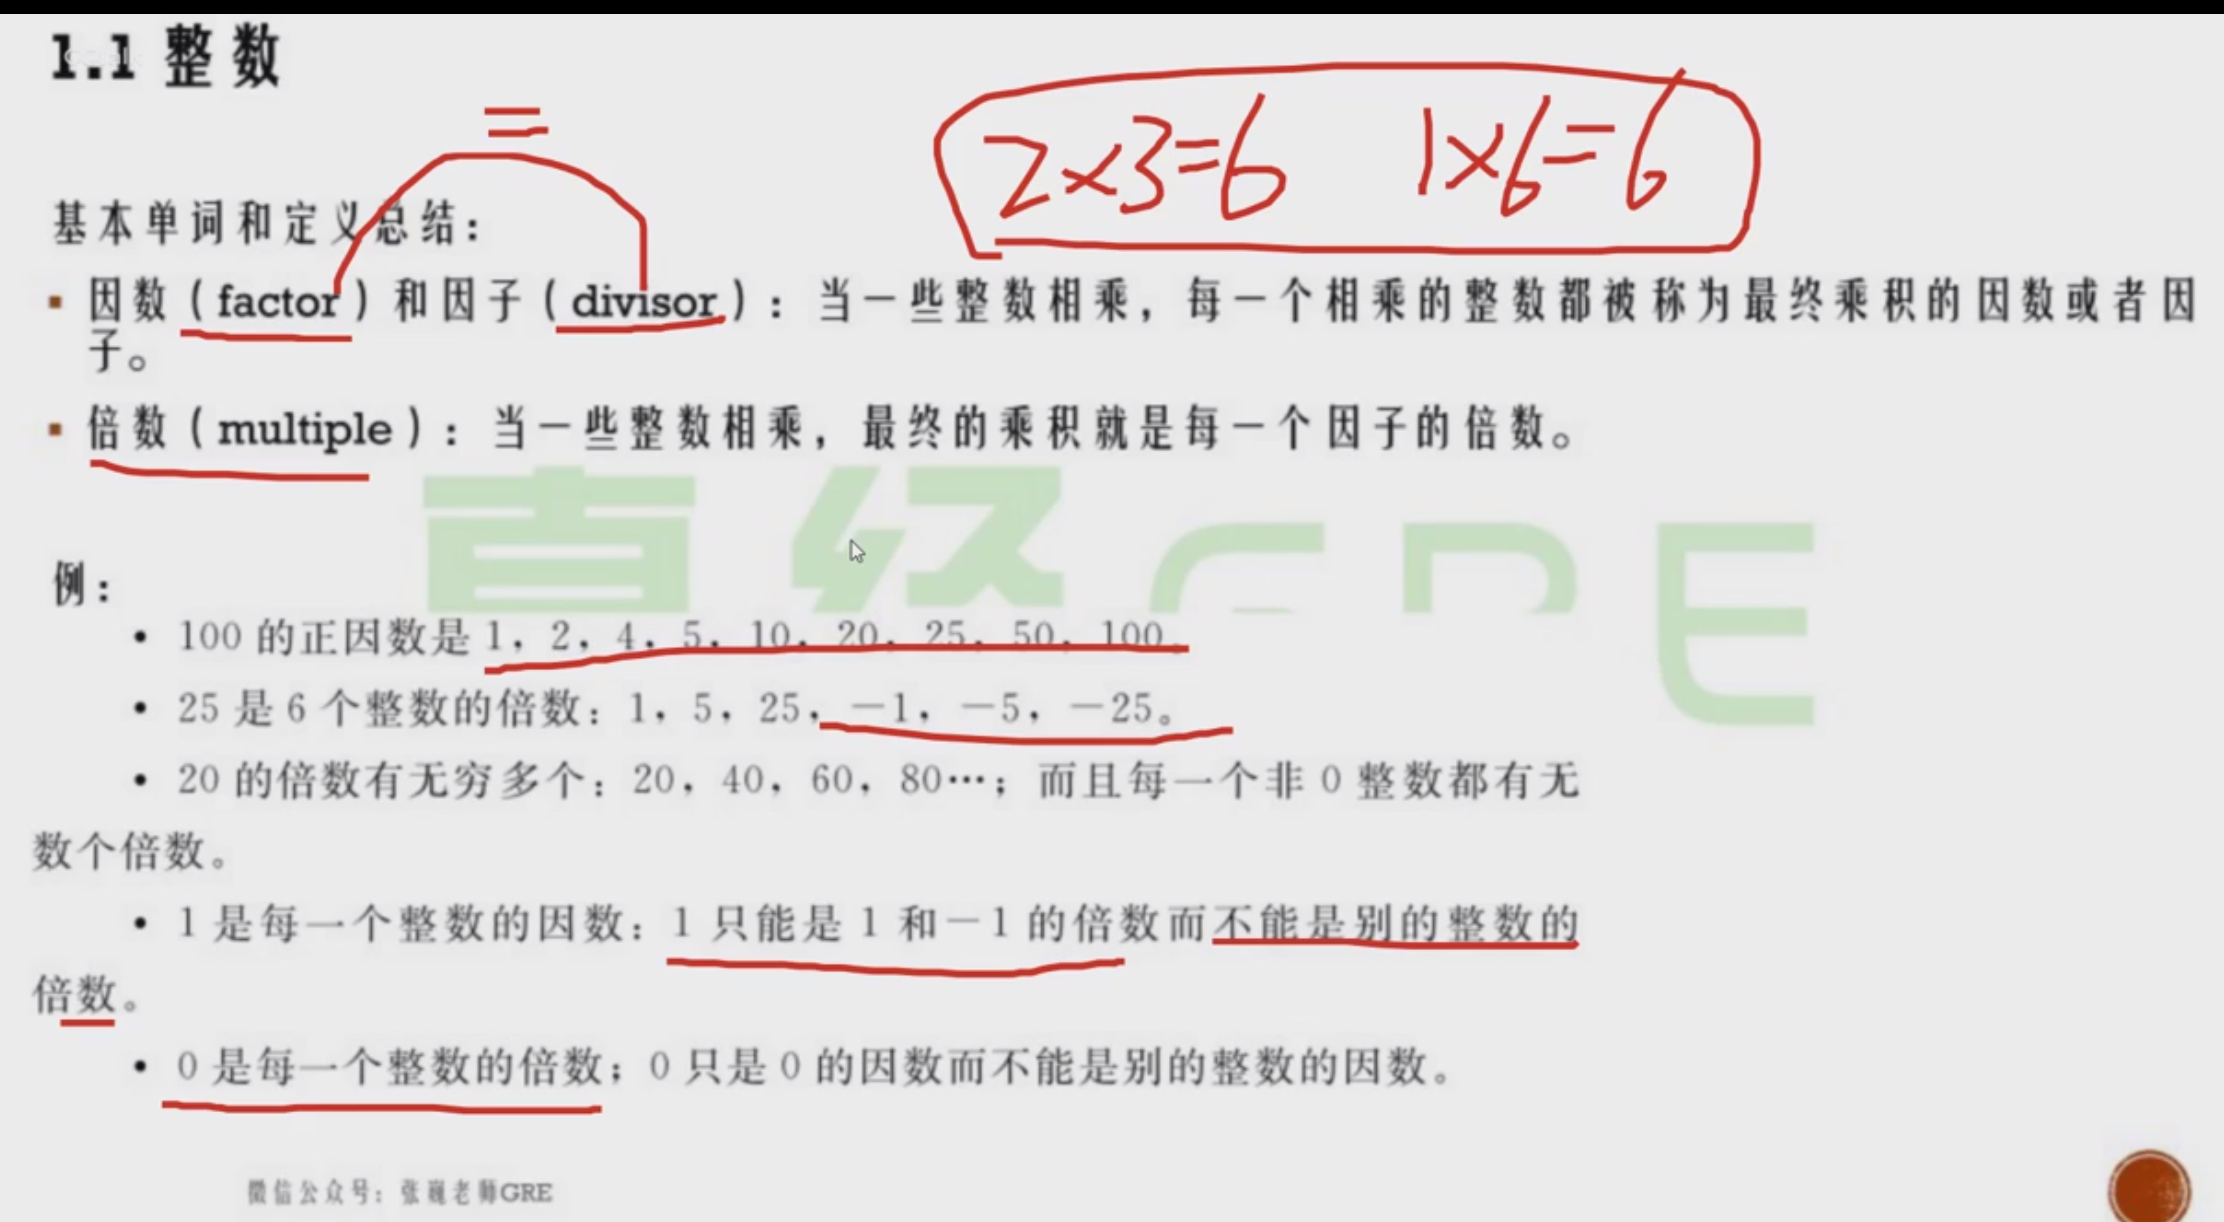 1.1 整数
=
2×3=6 1×6=6
基本单词和定义总结：
▪ 因数（factor）和因子（divisor）：当一些整数相乘，每一个相乘的整数都被称为最终乘积的因数或者因
子。
▪ 倍数（multiple）：当一些整数相乘，最终的乘积就是每一个因子的倍数。
例：
• 100 的正因数是 1，2，4，5，10，20，25，50，100。
• 25 是 6 个整数的倍数：1，5，25，－1，－5，－25。
• 20 的倍数有无穷多个：20，40，60，80…；而且每一个非 0 整数都有无
数个倍数。
• 1 是每一个整数的因数：1 只能是 1 和－1 的倍数而不能是别的整数的
倍数。
• 0 是每一个整数的倍数；0 只是 0 的因数而不能是别的整数的因数。
微信公众号：张巍老师GRE